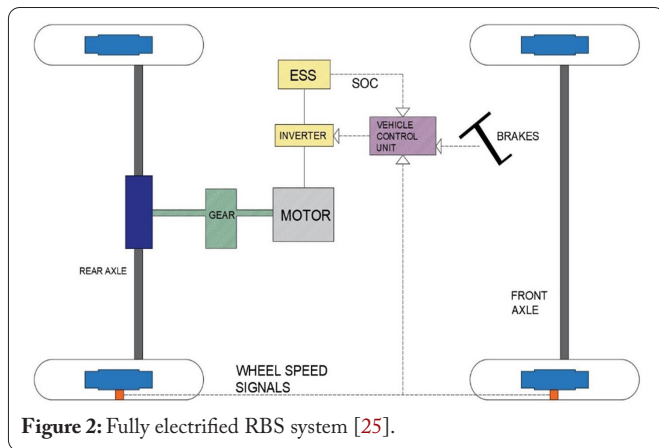 ESS
SOC
INVERTER
VEHICLE
CONTROL
UNIT
BRAKES
GEAR
MOTOR
REAR AXLE
FRONT
AXLE
WHEEL SPEED
SIGNALS
Figure 2: Fully electrified RBS system [25].